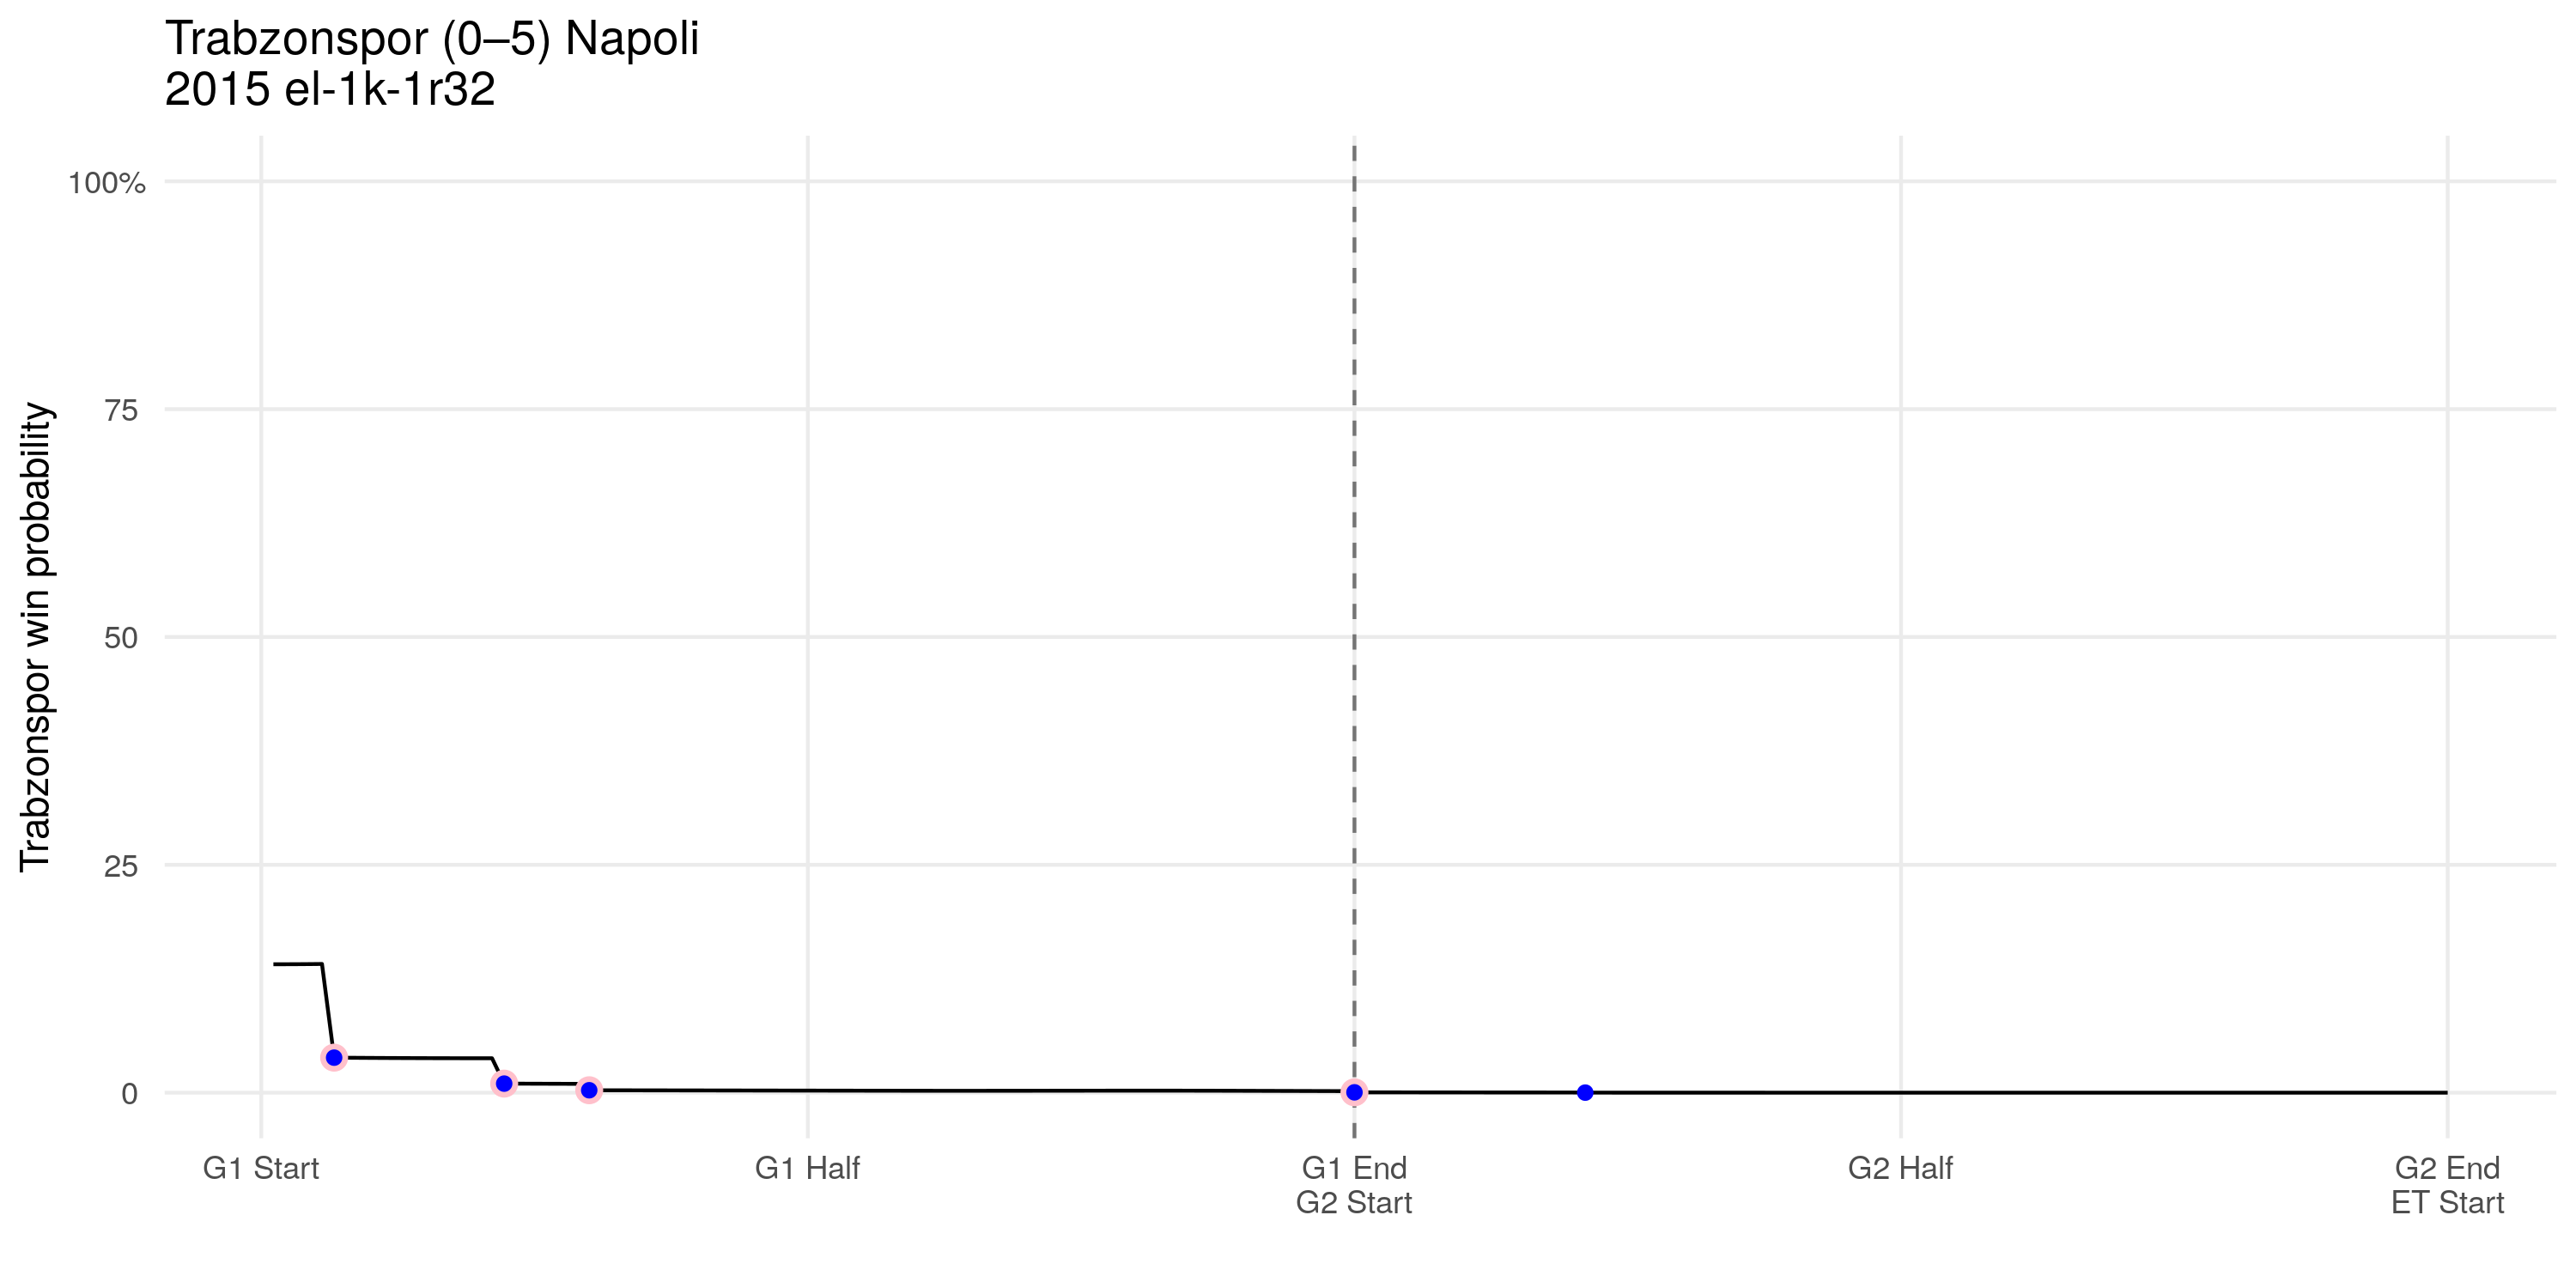 Trabzonspor (0–5) Napoli
2015 el-1k-1r32
Trabzonspor win probability
100%
75
50
25
0
G1 Start
G1 Half
G1 End
G2 Start
G2 Half
G2 End
ET Start